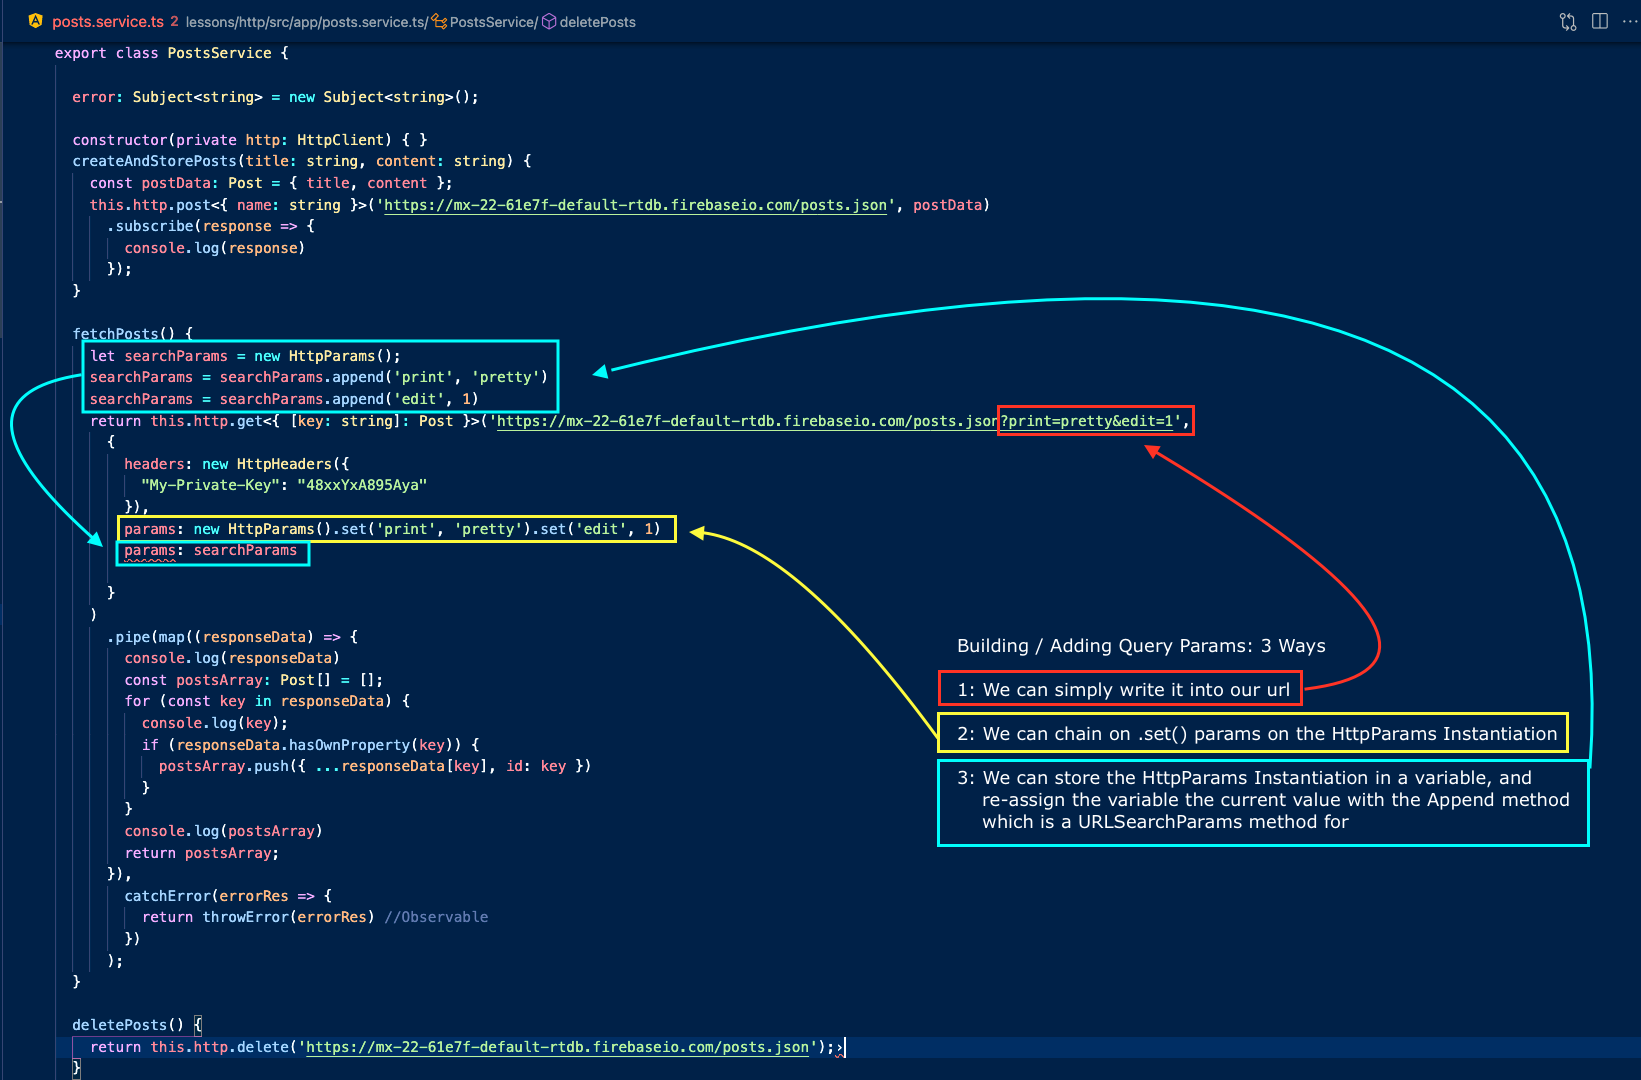 posts.service.ts 2 lessons/http/src/app/posts.service.ts/ PostsService/ deletePosts
export class PostsService {
error: Subject<string> = new Subject<string>();
constructor(private http: HttpClient) { }
createAndStorePosts(title: string, content: string) {
const postData: Post = { title, content };
this.http.post<{ name: string }>('https://mx-22-61e7f-default-rtdb.firebaseio.com/posts.json', postData)
.subscribe(response => {
console.log(response)
});
}
fetchPosts() {
let searchParams = new HttpParams();
searchParams = searchParams.append('print', 'pretty')
searchParams = searchParams.append('edit', 1)
return this.http.get<{ [key: string]: Post }>('https://mx-22-61e7f-default-rtdb.firebaseio.com/posts.json?print=pretty&edit=1',
{
headers: new HttpHeaders({
"My-Private-Key": "48xxYxA895Aya"
}),
params: new HttpParams().set('print', 'pretty').set('edit', 1)
params: searchParams
}
)
.pipe(map((responseData) => {
console.log(responseData)
const postsArray: Post[] = [];
for (const key in responseData) {
console.log(key);
if (responseData.hasOwnProperty(key)) {
postsArray.push({ ...responseData[key], id: key })
}
}
console.log(postsArray)
return postsArray;
}),
catchError(errorRes => {
return throwError(errorRes) //Observable
})
);
}
deletePosts() {
return this.http.delete('https://mx-22-61e7f-default-rtdb.firebaseio.com/posts.json');›
}
Building / Adding Query Params: 3 Ways
1: We can simply write it into our url
2: We can chain on .set() params on the HttpParams Instantiation
3: We can store the HttpParams Instantiation in a variable, and
re-assign the variable the current value with the Append method
which is a URLSearchParams method for